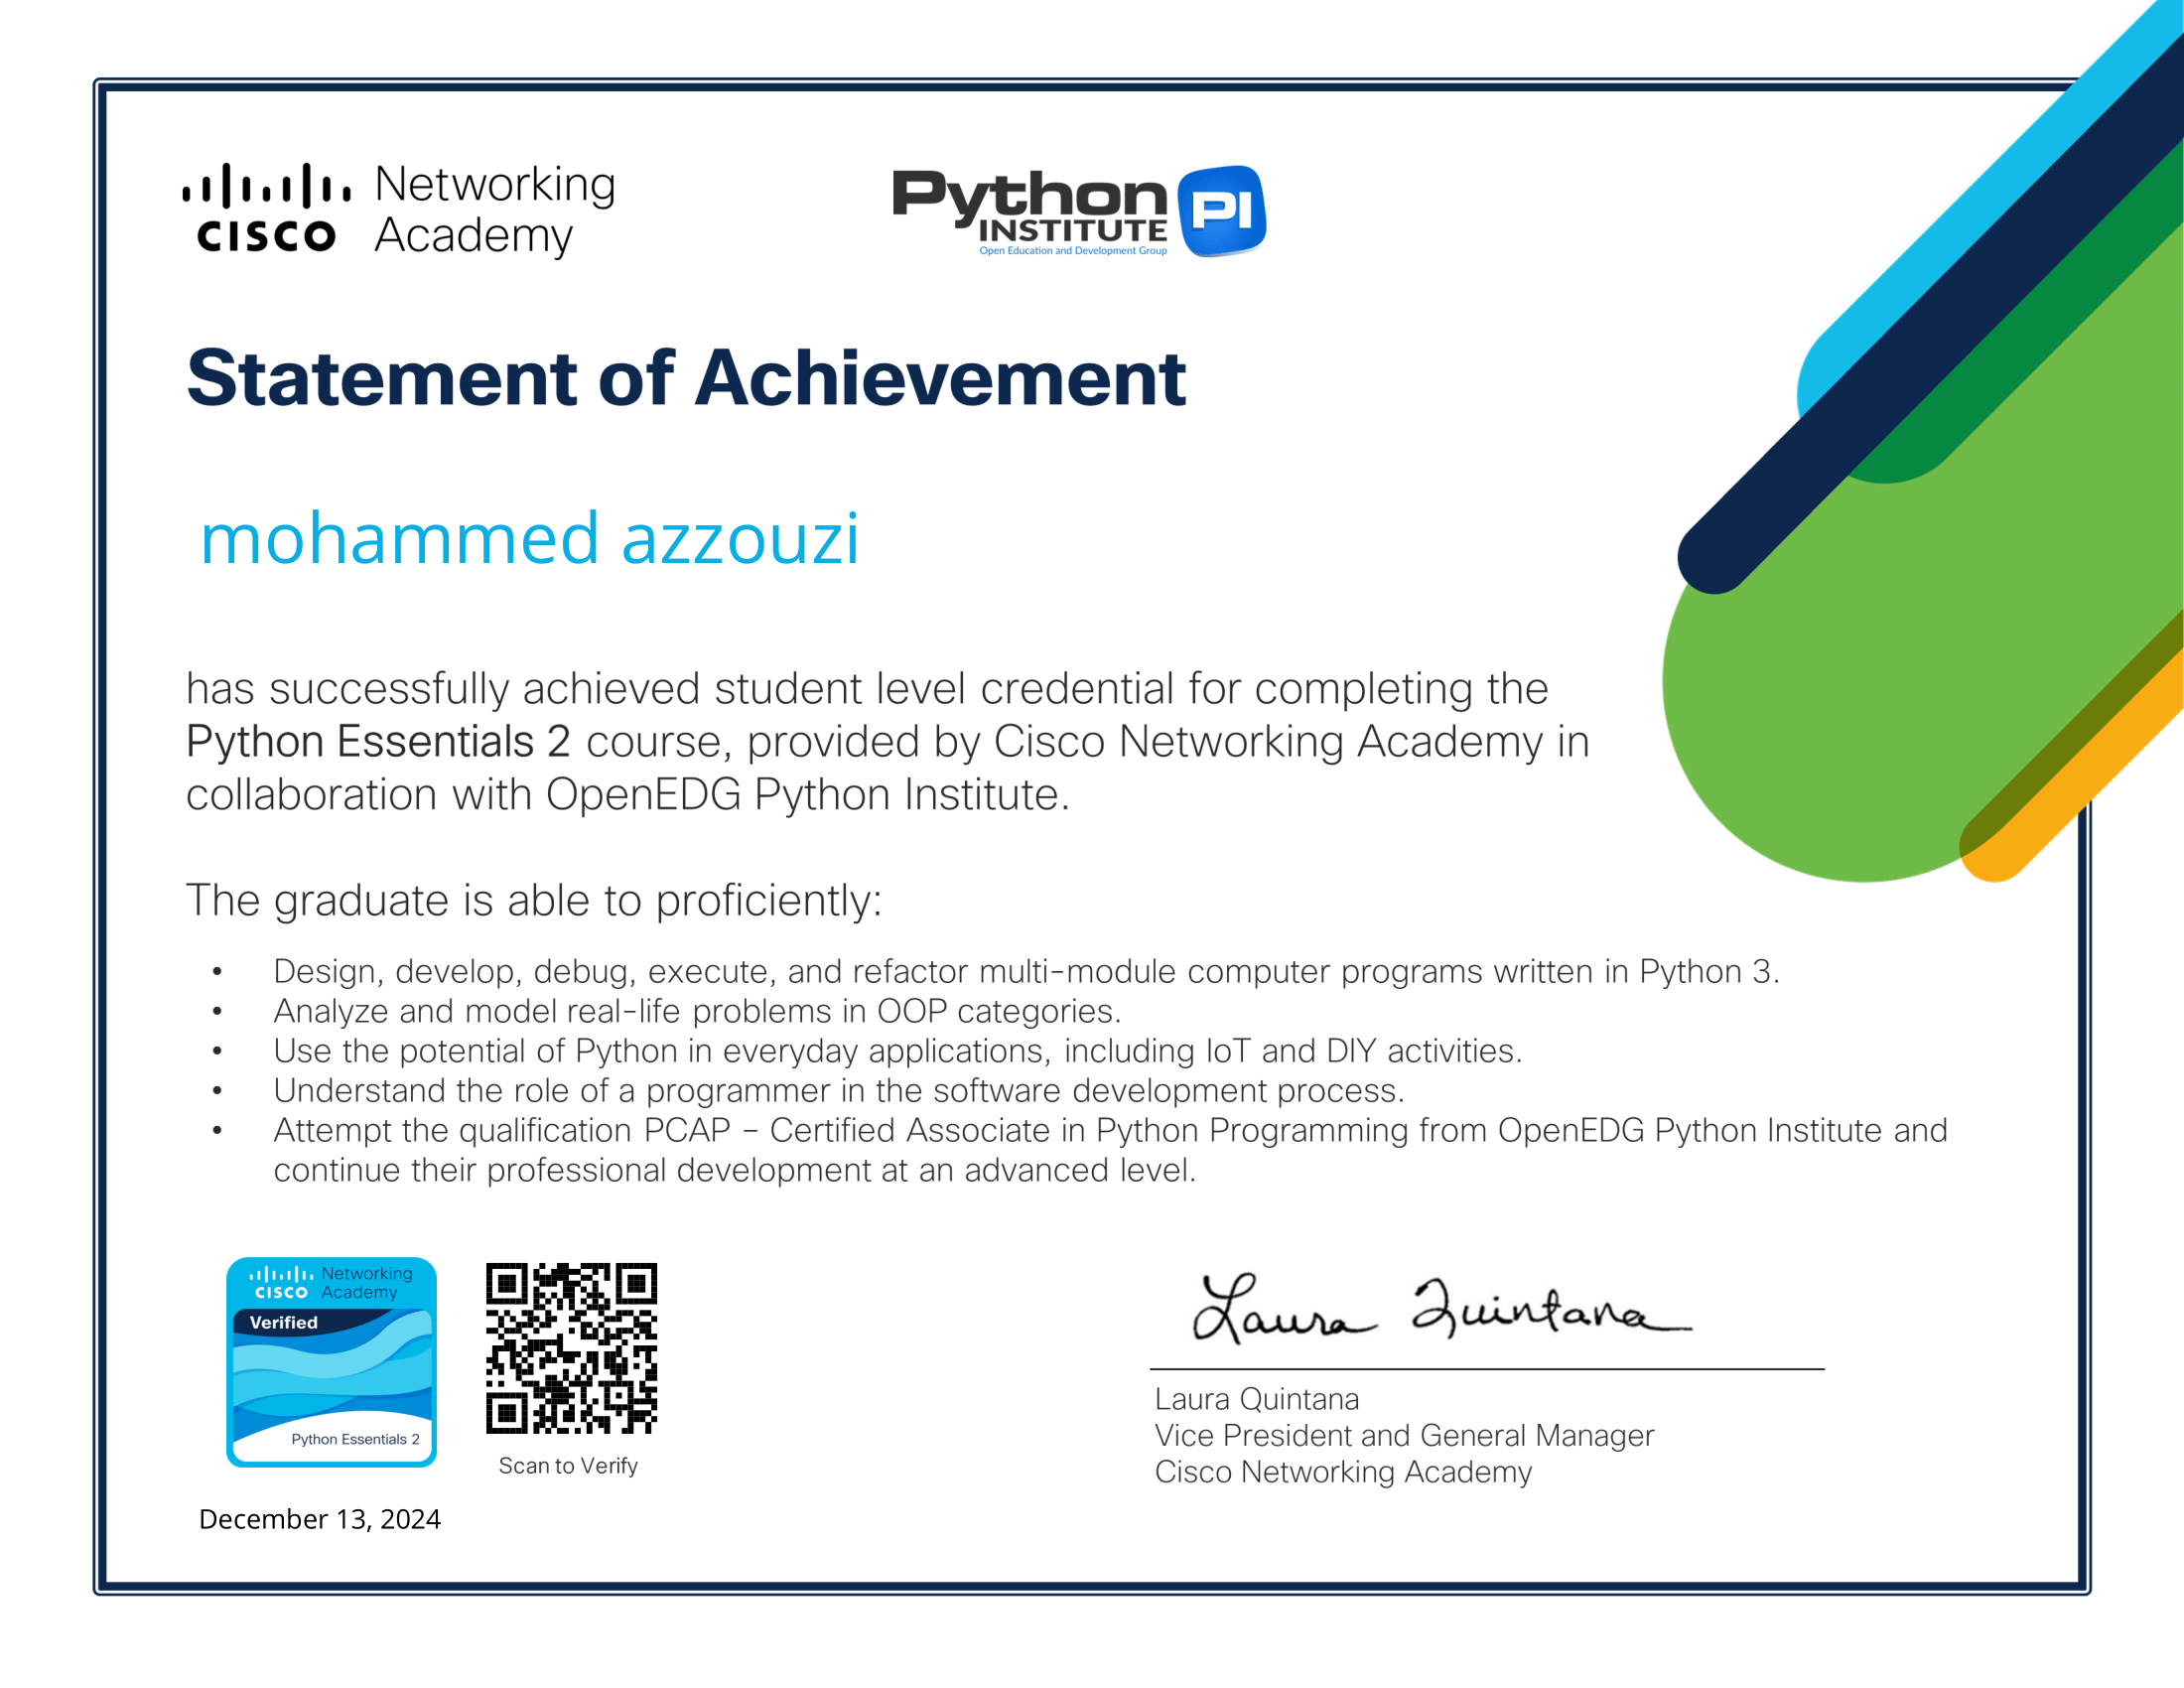 CISCO Networking Academy
Python INSTITUTE PI
Open Education and Development Group
Statement of Achievement
mohammed azzouzi
has successfully achieved student level credential for completing the
Python Essentials 2 course, provided by Cisco Networking Academy in
collaboration with OpenEDG Python Institute.
The graduate is able to proficiently:
• Design, develop, debug, execute, and refactor multi-module computer programs written in Python 3.
• Analyze and model real-life problems in OOP categories.
• Use the potential of Python in everyday applications, including IoT and DIY activities.
• Understand the role of a programmer in the software development process.
• Attempt the qualification PCAP – Certified Associate in Python Programming from OpenEDG Python Institute and
continue their professional development at an advanced level.
CISCO Networking Academy
Verified
Python Essentials 2
Scan to Verify
December 13, 2024
Laura Quintana
Laura Quintana
Vice President and General Manager
Cisco Networking Academy